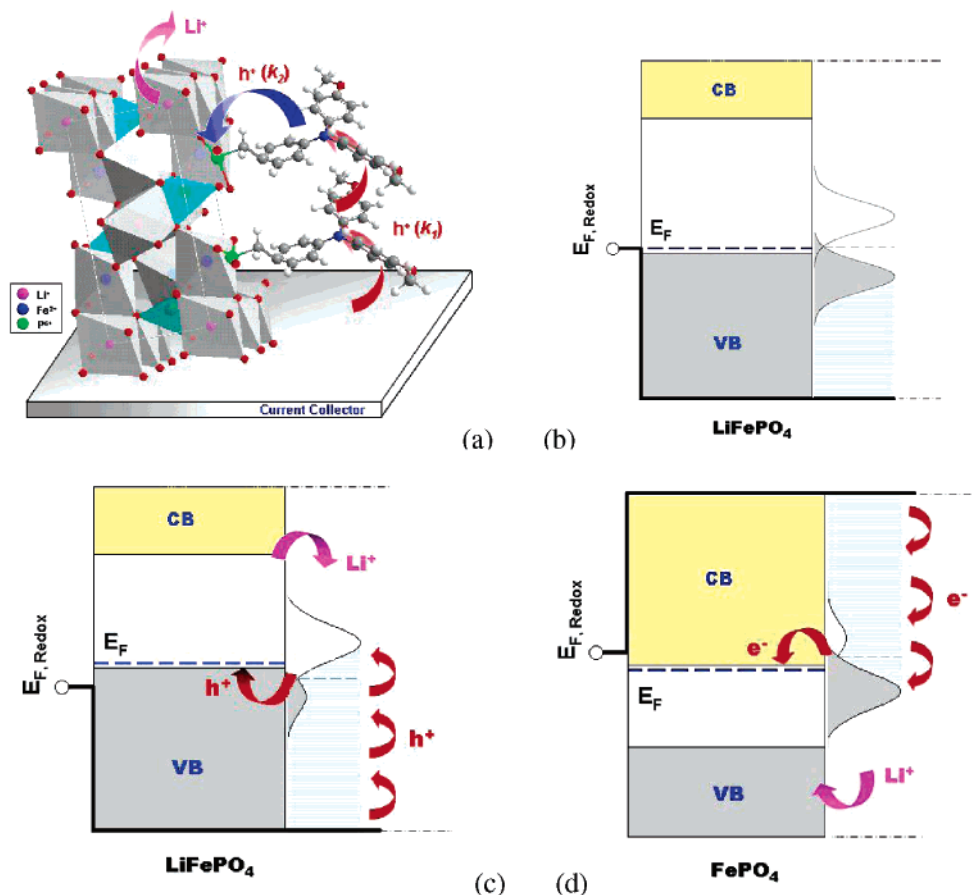 Li⁺
h⁺ (k₂)
h⁺ (k₁)
Li⁺
Fe²⁺
P⁵⁺
Current Collector
(a)
CB
E_F, Redox
E_F
VB
LiFePO₄
(b)
CB
Li⁺
E_F, Redox
E_F
h⁺
h⁺
VB
LiFePO₄
(c)
CB
e⁻
E_F, Redox
e⁻
E_F
VB
Li⁺
FePO₄
(d)